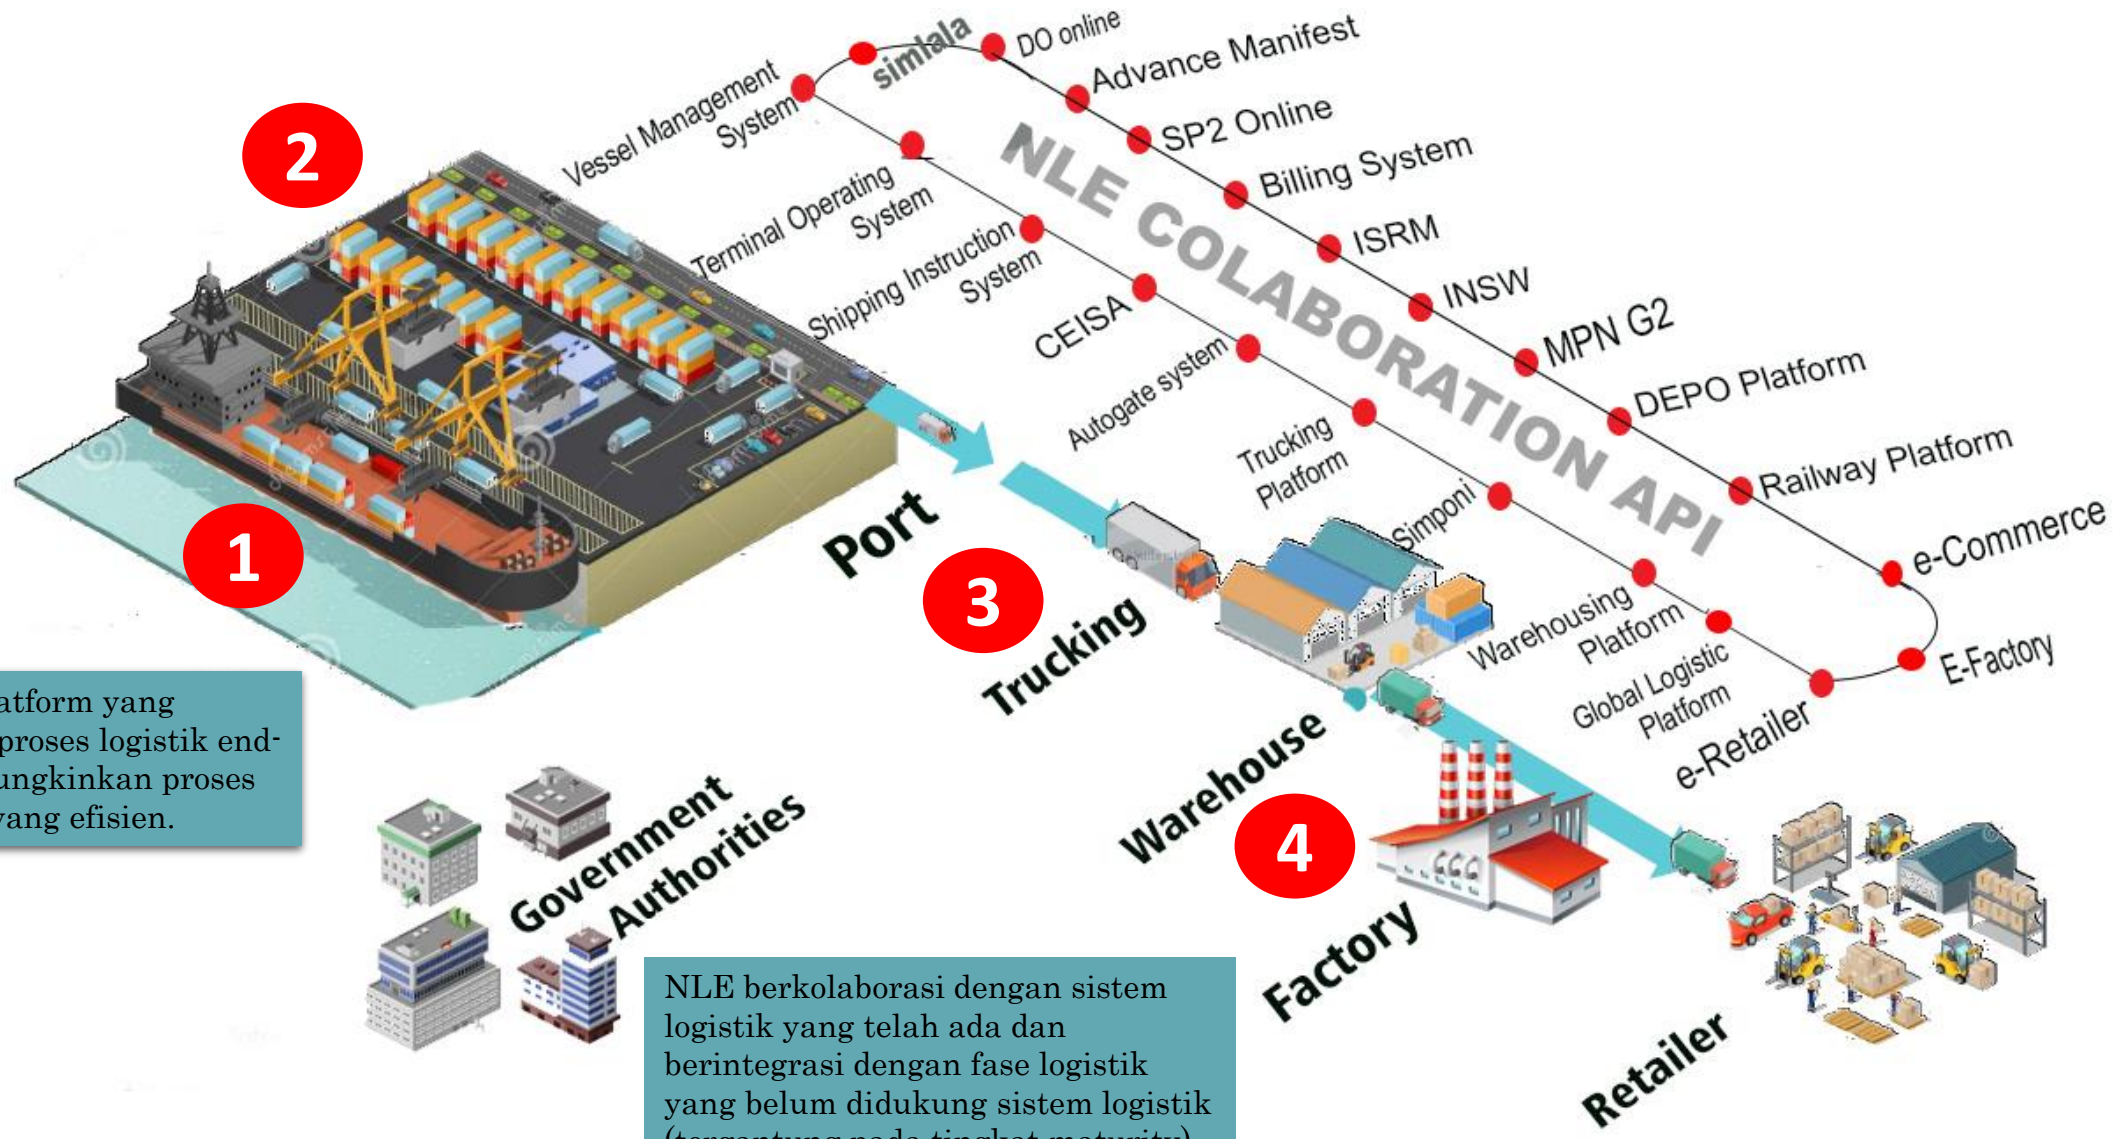 simlala
DO online
Vessel Management
System
Advance Manifest
SP2 Online
Billing System
ISRM
INSW
MPN G2
DEPO Platform
Railway Platform
e-Commerce
E-Factory
NLE COLABORATION API
Terminal Operating
System
Shipping Instruction
System
CEISA
Autogate system
Trucking
Platform
Simponi
Warehousing
Platform
Global Logistic
Platform
e-Retailer
2
1
Port
3
Trucking
Warehouse
4
Factory
Retailer
Government
Authorities
atform yang
proses logistik end-
ungkinkan proses
yang efisien.
NLE berkolaborasi dengan sistem
logistik yang telah ada dan
berintegrasi dengan fase logistik
yang belum didukung sistem logistik
(tergantung pada tingkat maturity)